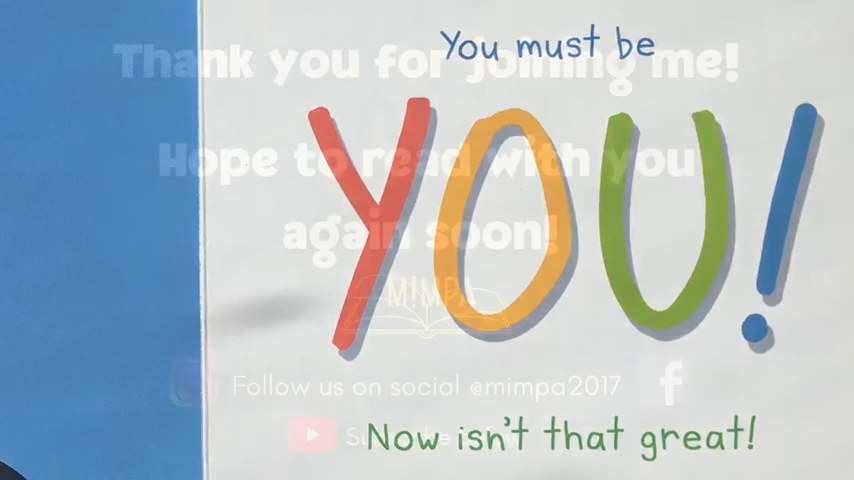 You must be
Thank you for joining me!
YOU!
Hope to read with you
again soon!
MIMPA
Follow us on social @mimpa2017
Now isn't that great!